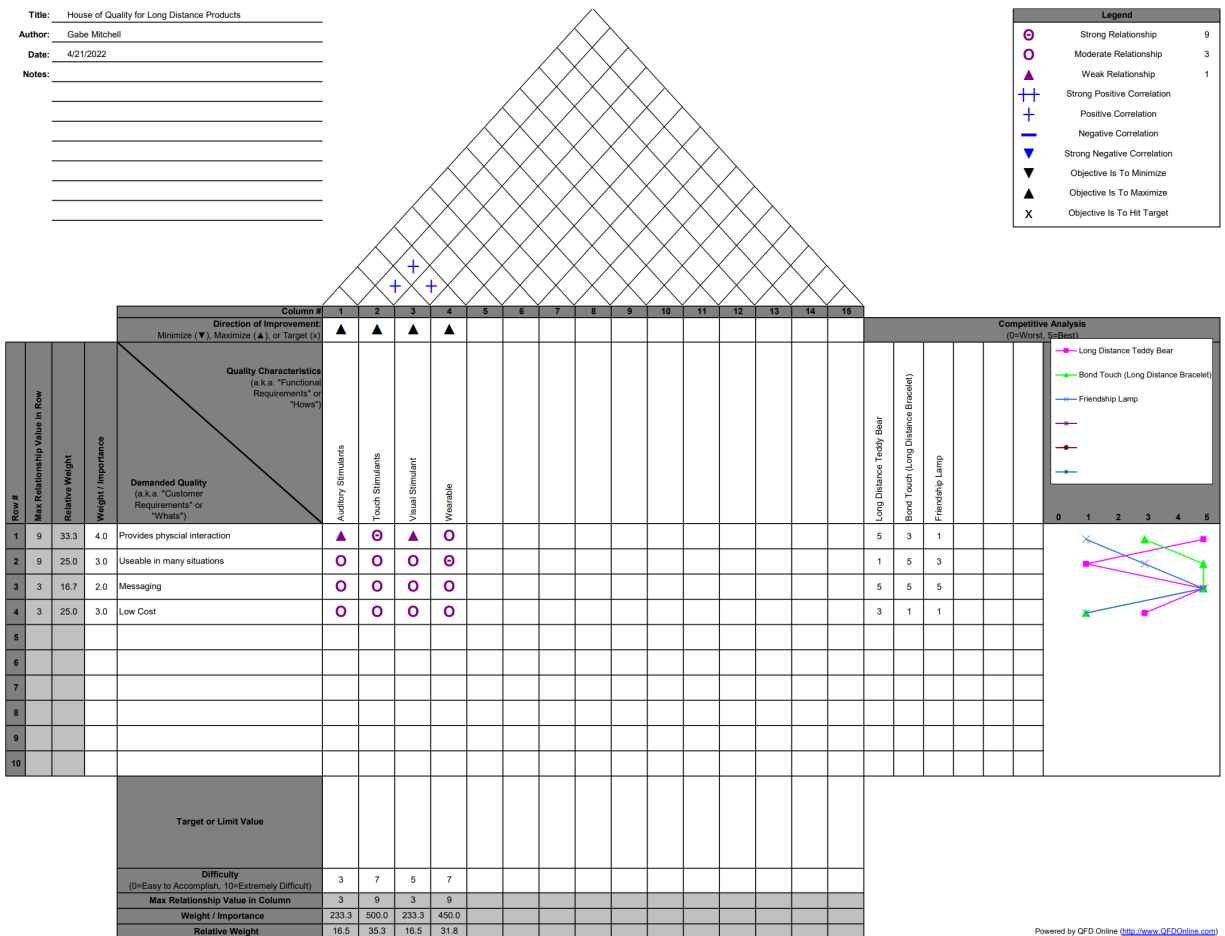 Title: House of Quality for Long Distance Products
Author: Gabe Mitchell
Date: 4/21/2022
Notes:
Legend
Strong Relationship 9
Moderate Relationship 3
Weak Relationship 1
Strong Positive Correlation
Positive Correlation
Negative Correlation
Strong Negative Correlation
Objective Is To Minimize
Objective Is To Maximize
X Objective Is To Hit Target
Column # 1 2 3 4 5 6 7 8 9 10 11 12 13 14 15
Direction of Improvement:
Minimize (▼), Maximize (▲), or Target (x)
▲ ▲ ▲ ▲
Competitive Analysis
(0=Worst, 5=Best)
Row #
Max Relationship Value in Row
Relative Weight
Weight / Importance
Quality Characteristics
(a.k.a. "Functional
Requirements" or
"Hows")
Demanded Quality
(a.k.a. "Customer
Requirements" or
"Whats")
Auditory Stimulants
Touch Stimulants
Visual Stimulant
Wearable
Long Distance Teddy Bear
Bond Touch (Long Distance Bracelet)
Friendship Lamp
Long Distance Teddy Bear
Bond Touch (Long Distance Bracelet)
Friendship Lamp
0 1 2 3 4 5
1 9 33.3 4.0 Provides physcial interaction ▲ Θ ▲ Ο 5 3 1
2 9 25.0 3.0 Useable in many situations Ο Ο Ο Θ 1 5 3
3 3 16.7 2.0 Messaging Ο Ο Ο Ο 5 5 5
4 3 25.0 3.0 Low Cost Ο Ο Ο Ο 3 1 1
5
6
7
8
9
10
Target or Limit Value
Difficulty
(0=Easy to Accomplish, 10=Extremely Difficult)
3 7 5 7
Max Relationship Value in Column 3 9 3 9
Weight / Importance 233.3 500.0 233.3 450.0
Relative Weight 16.5 35.3 16.5 31.8
Powered by QFD Online (http://www.QFDOnline.com)